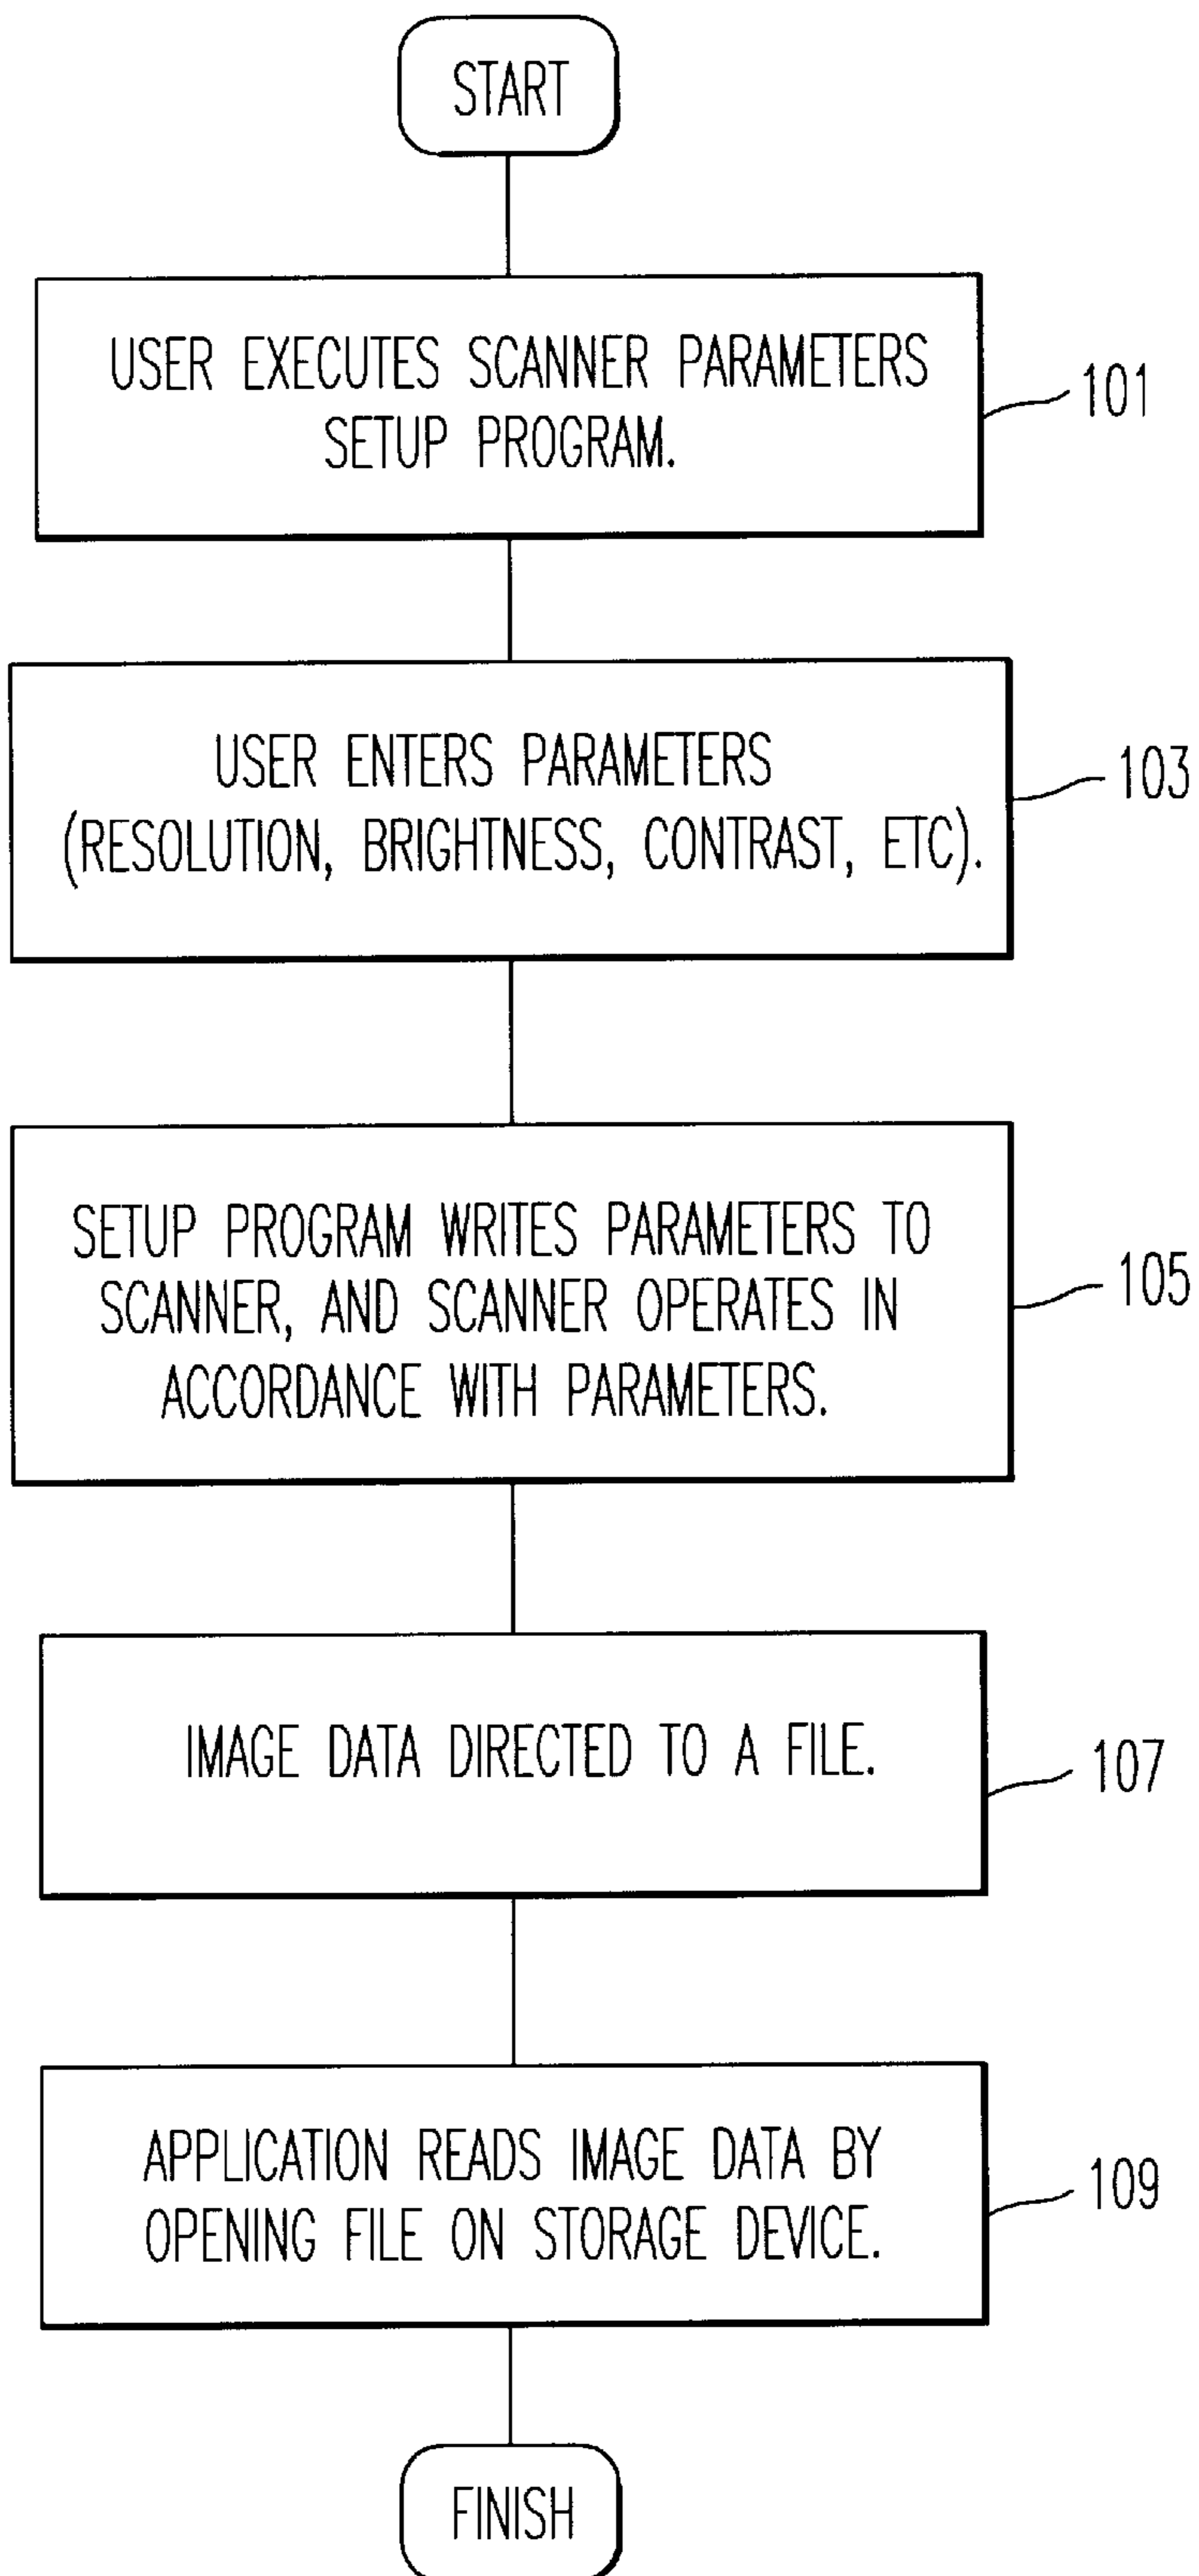 START
USER EXECUTES SCANNER PARAMETERS
SETUP PROGRAM.
101
USER ENTERS PARAMETERS
(RESOLUTION, BRIGHTNESS, CONTRAST, ETC).
103
SETUP PROGRAM WRITES PARAMETERS TO
SCANNER, AND SCANNER OPERATES IN
ACCORDANCE WITH PARAMETERS.
105
IMAGE DATA DIRECTED TO A FILE.
107
APPLICATION READS IMAGE DATA BY
OPENING FILE ON STORAGE DEVICE.
109
FINISH